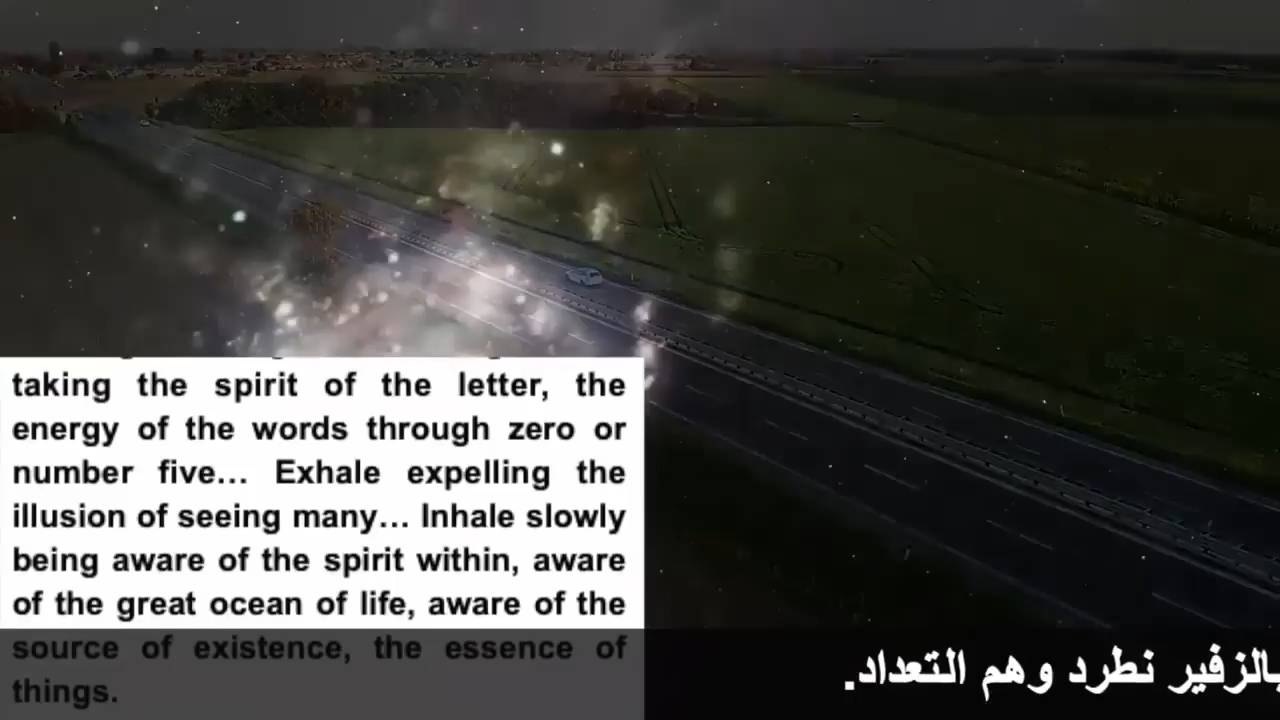 taking the spirit of the letter, the
energy of the words through zero or
number five... Exhale expelling the
illusion of seeing many... Inhale slowly
being aware of the spirit within, aware
of the great ocean of life, aware of the
source of existence, the essence of
things.
بالزفير نطرد وهم التعداد.